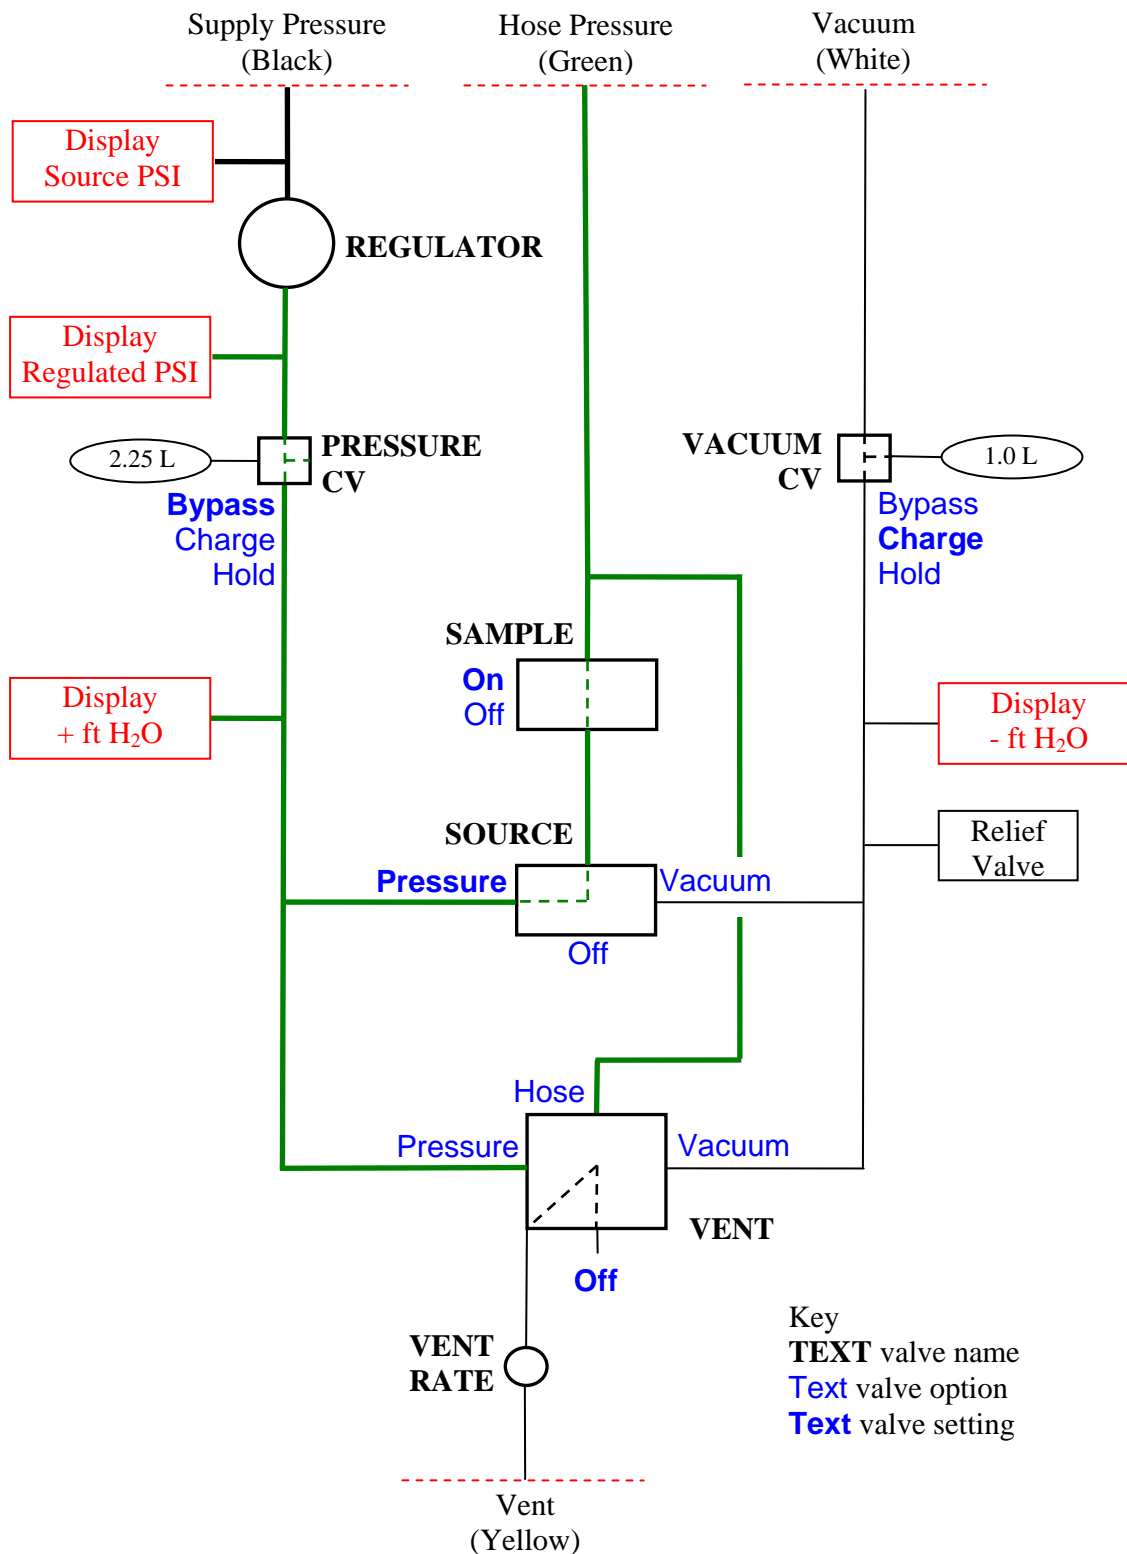 Supply Pressure
(Black)
Hose Pressure
(Green)
Vacuum
(White)
Display
Source PSI
REGULATOR
Display
Regulated PSI
2.25 L
PRESSURE
CV
Bypass
Charge
Hold
VACUUM
CV
1.0 L
Bypass
Charge
Hold
SAMPLE
On
Off
Display
+ ft H₂O
Display
- ft H₂O
SOURCE
Pressure
Vacuum
Off
Relief
Valve
Hose
Pressure
Vacuum
VENT
Off
VENT
RATE
Key
TEXT valve name
Text valve option
Text valve setting
Vent
(Yellow)